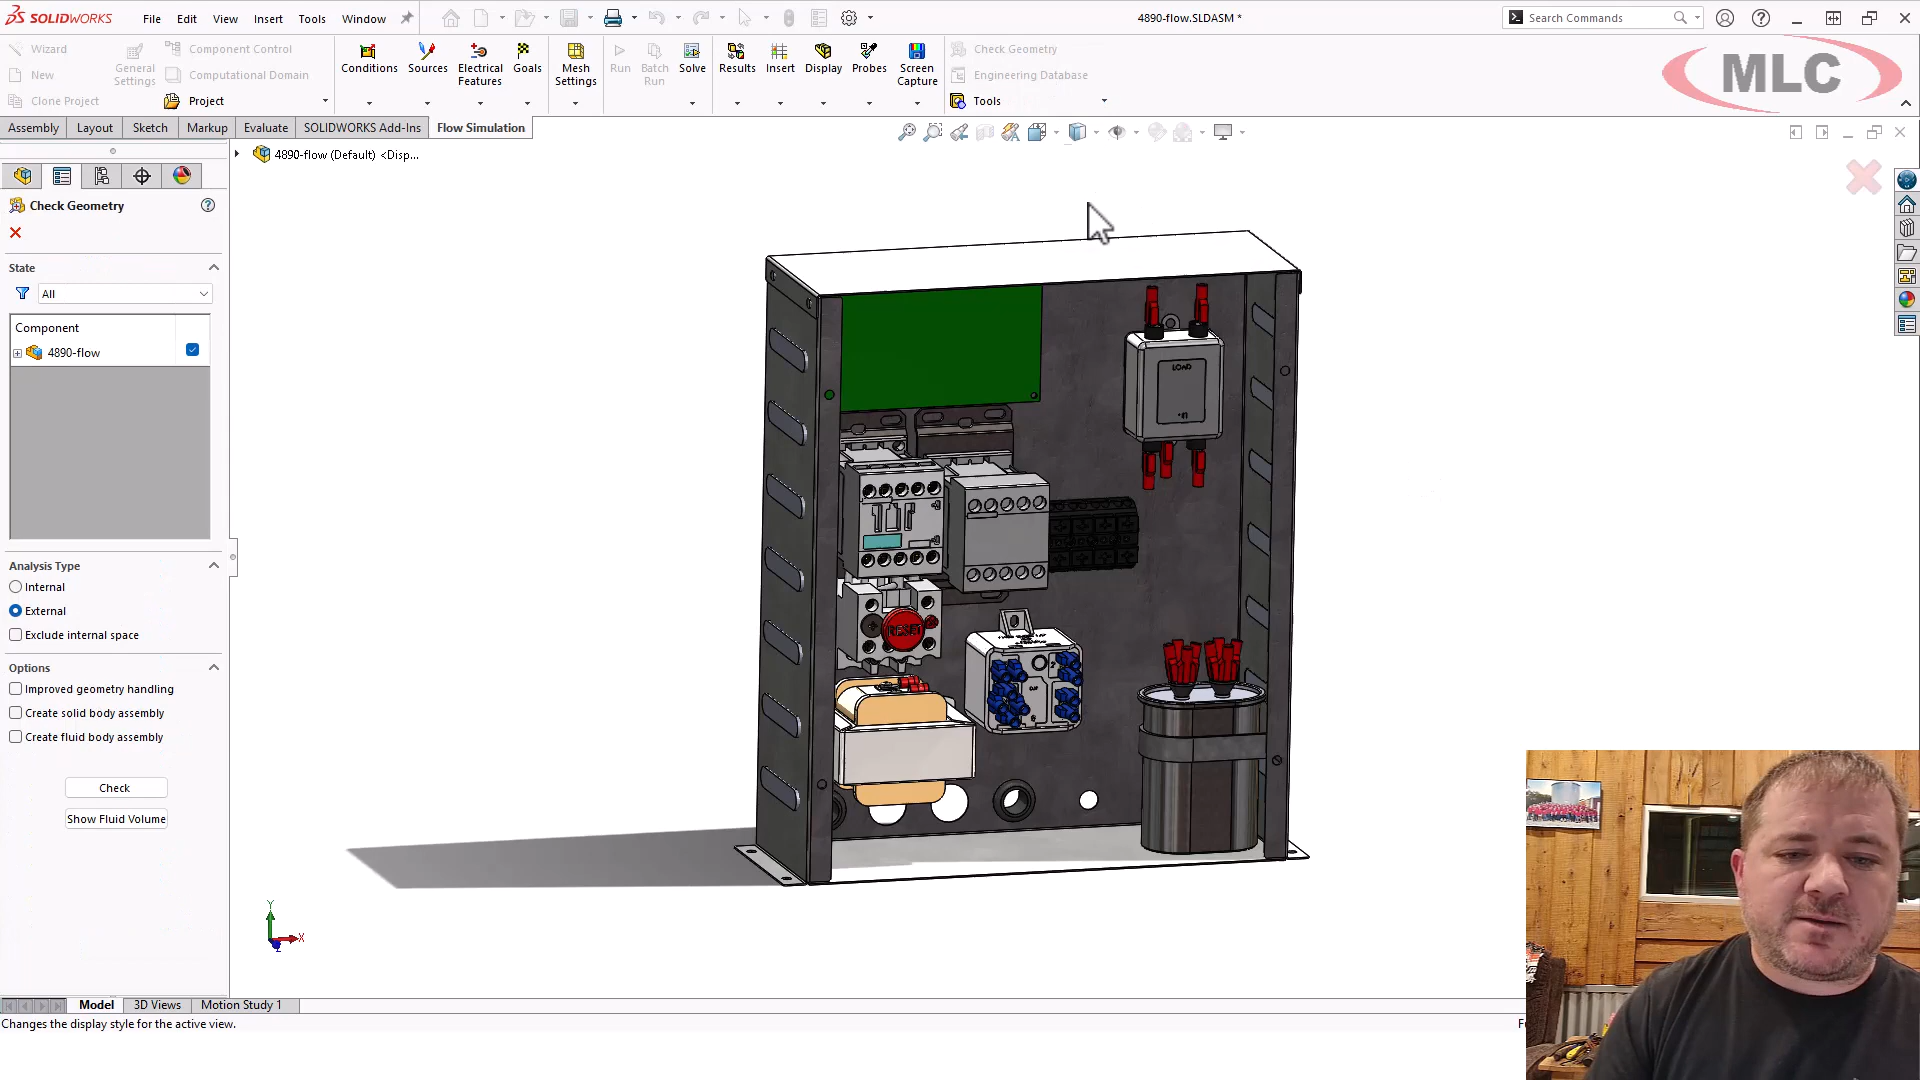 SOLIDWORKS
File
Edit
View
Insert
Tools
Window
4890-flow.SLDASM *
Search Commands
Wizard
New
Clone Project
General Settings
Component Control
Computational Domain
Project
Conditions
Sources
Electrical Features
Goals
Mesh Settings
Run
Batch Run
Solve
Results
Insert
Display
Probes
Screen Capture
Check Geometry
Engineering Database
Tools
MLC
Assembly
Layout
Sketch
Markup
Evaluate
SOLIDWORKS Add-Ins
Flow Simulation
4890-flow (Default) <Disp...
Check Geometry
State
All
Component
4890-flow
Analysis Type
Internal
External
Exclude internal space
Options
Improved geometry handling
Create solid body assembly
Create fluid body assembly
Check
Show Fluid Volume
LOAD
RESET
Y
X
Z
Model
3D Views
Motion Study 1
Changes the display style for the active view.